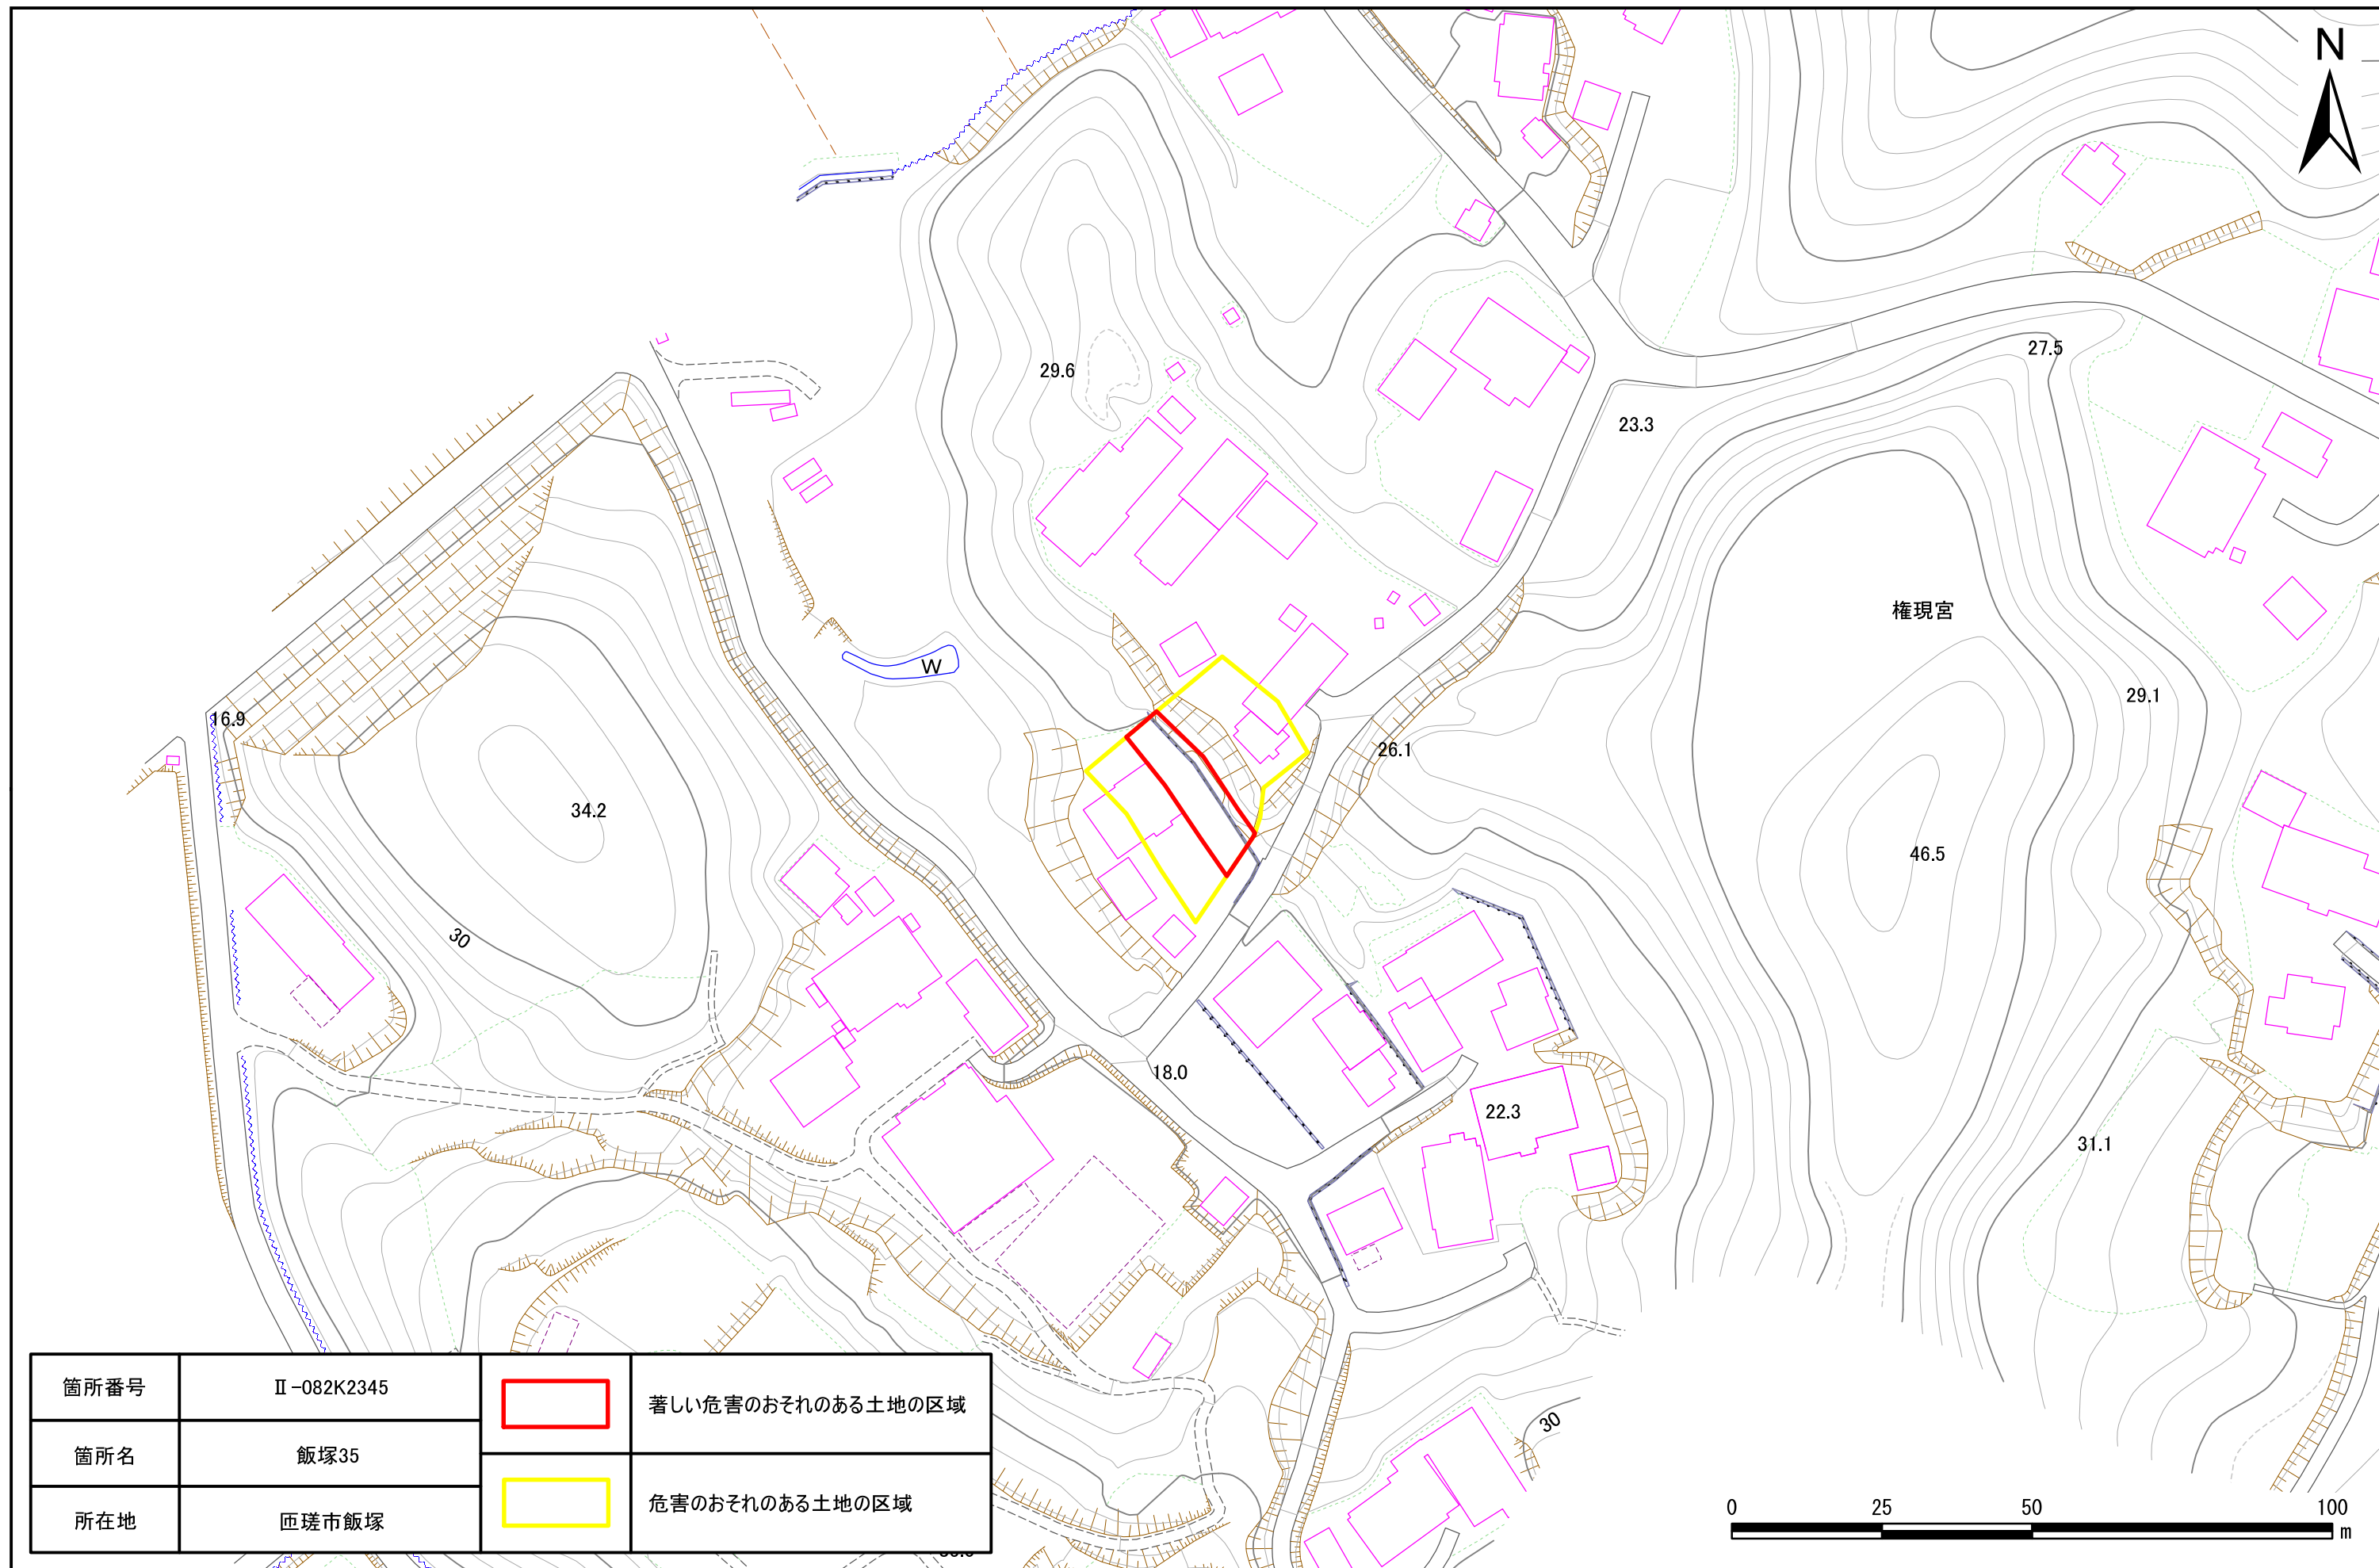 N
29.6
27.5
23.3
権現宮
W
29.1
16.9
26.1
34.2
46.5
30
18.0
22.3
31.1
30
箇所番号 Ⅱ-082K2345
箇所名 飯塚35
所在地 匝瑳市飯塚
著しい危害のおそれのある土地の区域
危害のおそれのある土地の区域
0 25 50 100
m